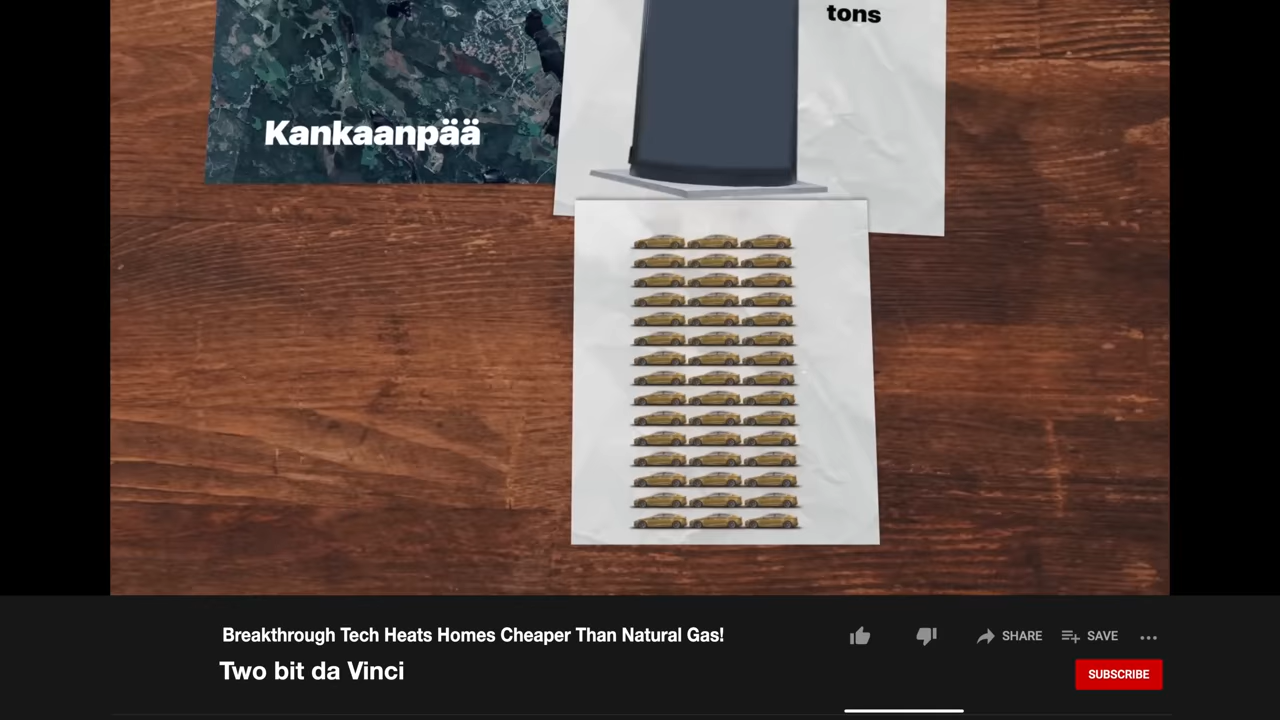 tons
Kankaanpää
Breakthrough Tech Heats Homes Cheaper Than Natural Gas!
SHARE
SAVE
Two bit da Vinci
SUBSCRIBE